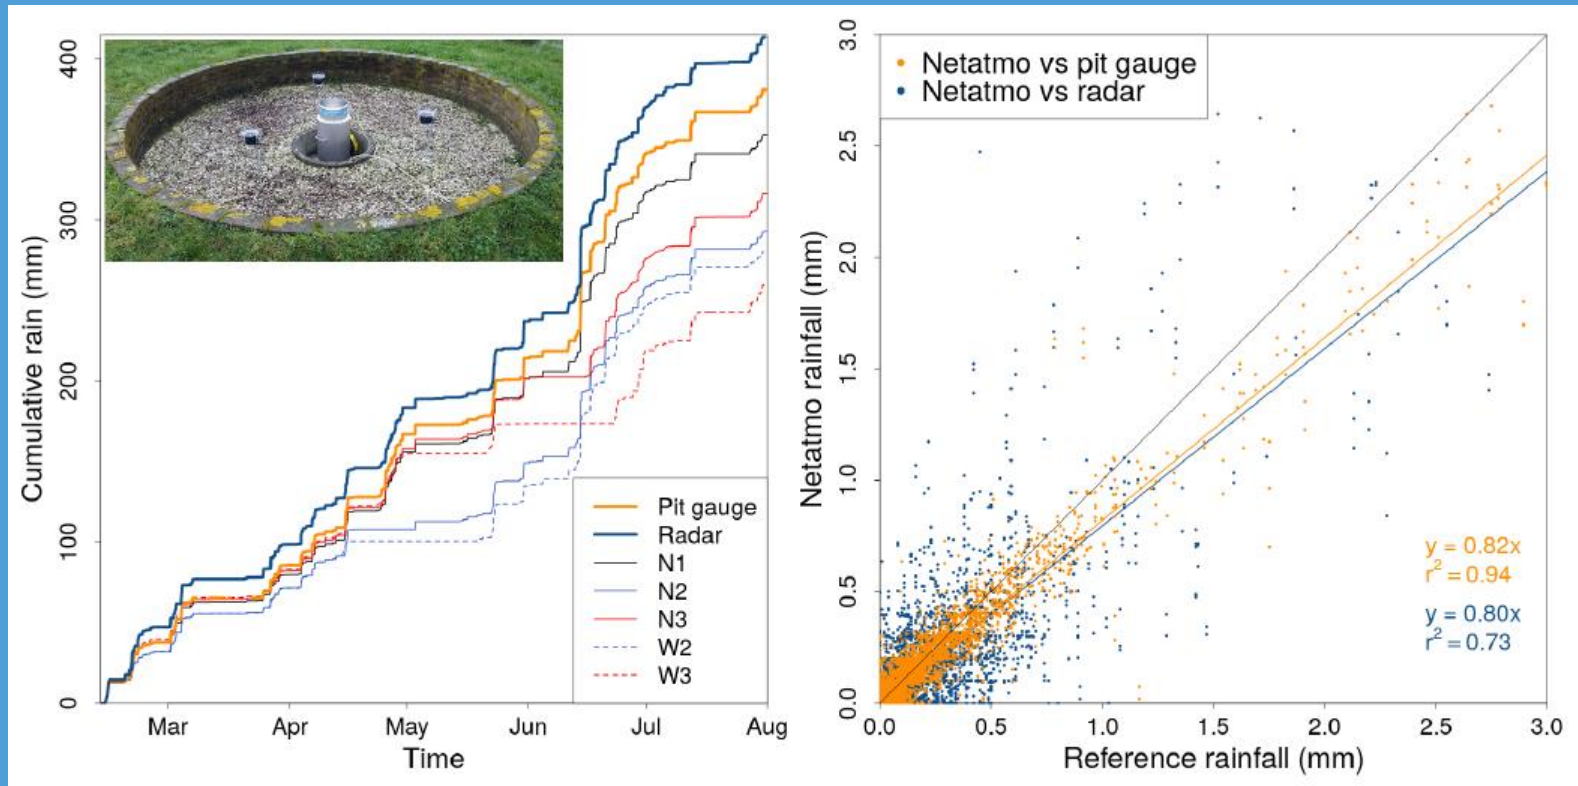 Cumulative rain (mm)
400
300
200
100
0
Mar Apr May Jun Jul Aug
Time
Pit gauge
Radar
N1
N2
N3
W2
W3
Netatmo rainfall (mm)
3.0
2.5
2.0
1.5
1.0
0.5
0.0
0.0 0.5 1.0 1.5 2.0 2.5 3.0
Reference rainfall (mm)
Netatmo vs pit gauge
Netatmo vs radar
y = 0.82x
r² = 0.94
y = 0.80x
r² = 0.73